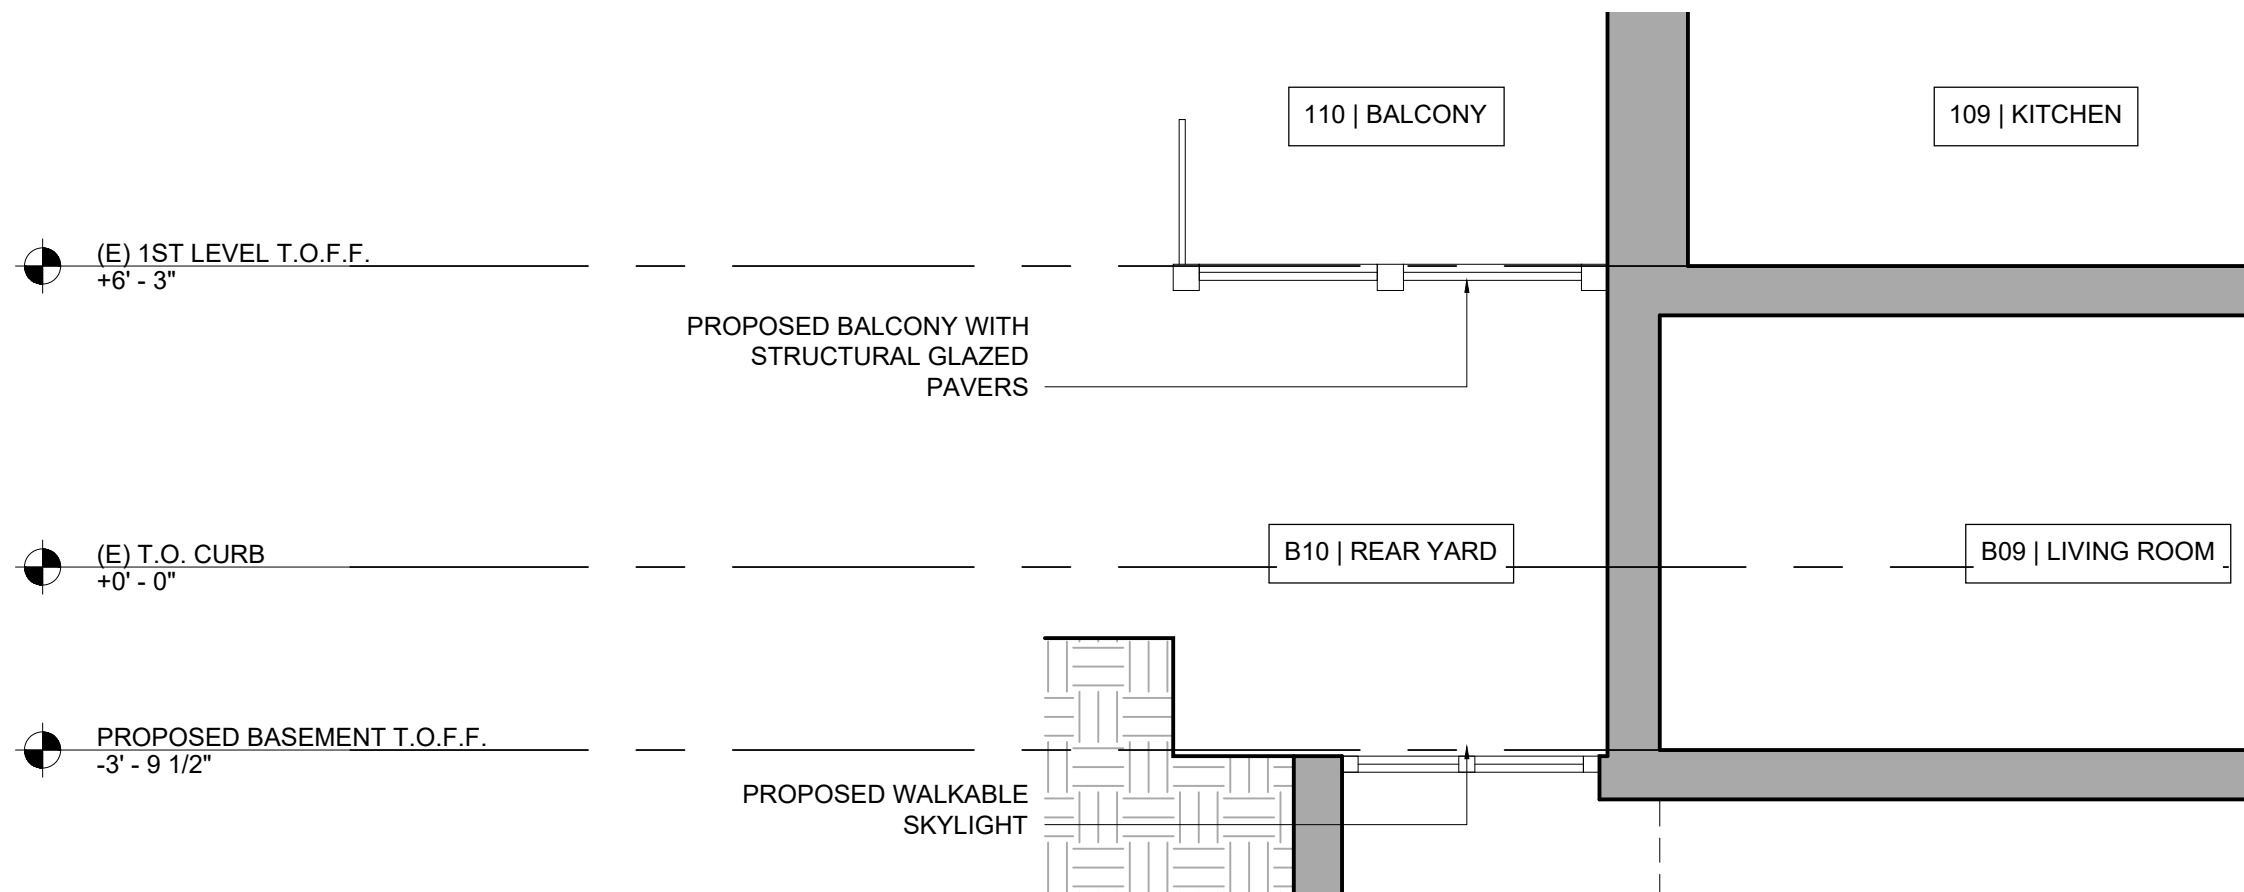 110 | BALCONY
109 | KITCHEN
(E) 1ST LEVEL T.O.F.F.
+6' - 3"
PROPOSED BALCONY WITH
STRUCTURAL GLAZED
PAVERS
(E) T.O. CURB
+0' - 0"
B10 | REAR YARD
B09 | LIVING ROOM
PROPOSED BASEMENT T.O.F.F.
-3' - 9 1/2"
PROPOSED WALKABLE
SKYLIGHT